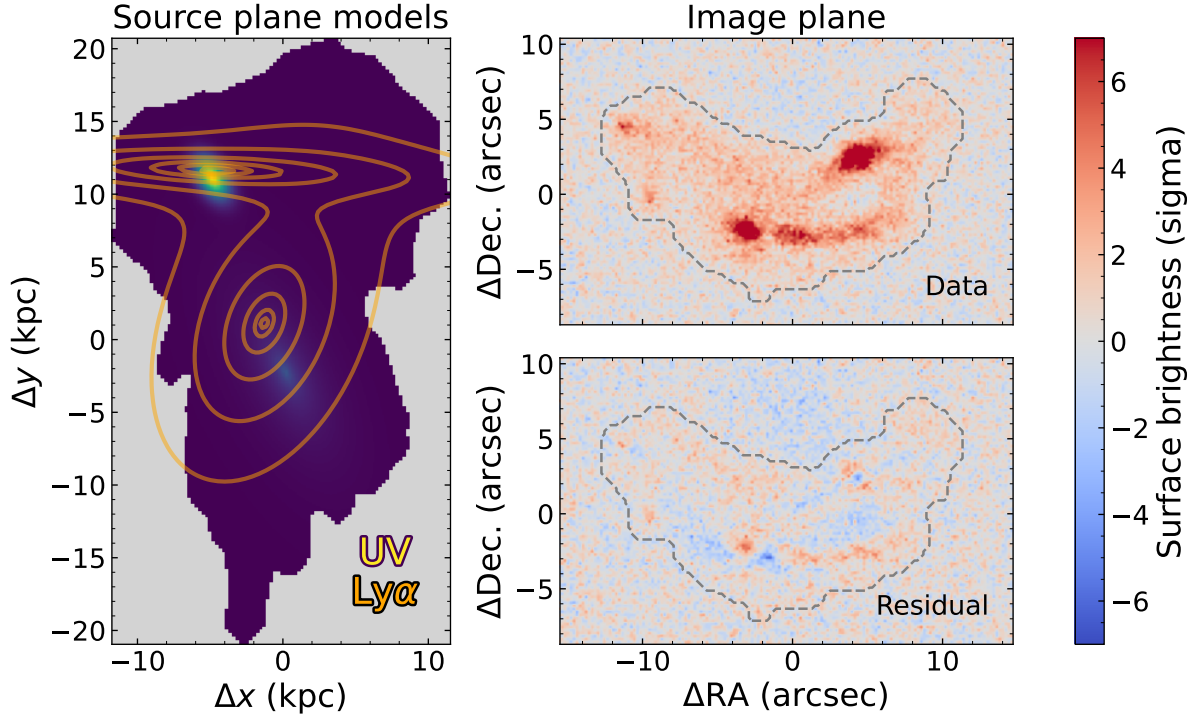 Source plane models
20
15
10
5
0
−5
−10
−15
−20
Δy (kpc)
−10
0
10
Δx (kpc)
UV
Lyα
Image plane
10
5
0
−5
ΔDec. (arcsec)
Data
10
5
0
−5
ΔDec. (arcsec)
Residual
−10
0
10
ΔRA (arcsec)
6
4
2
0
−2
−4
−6
Surface brightness (sigma)